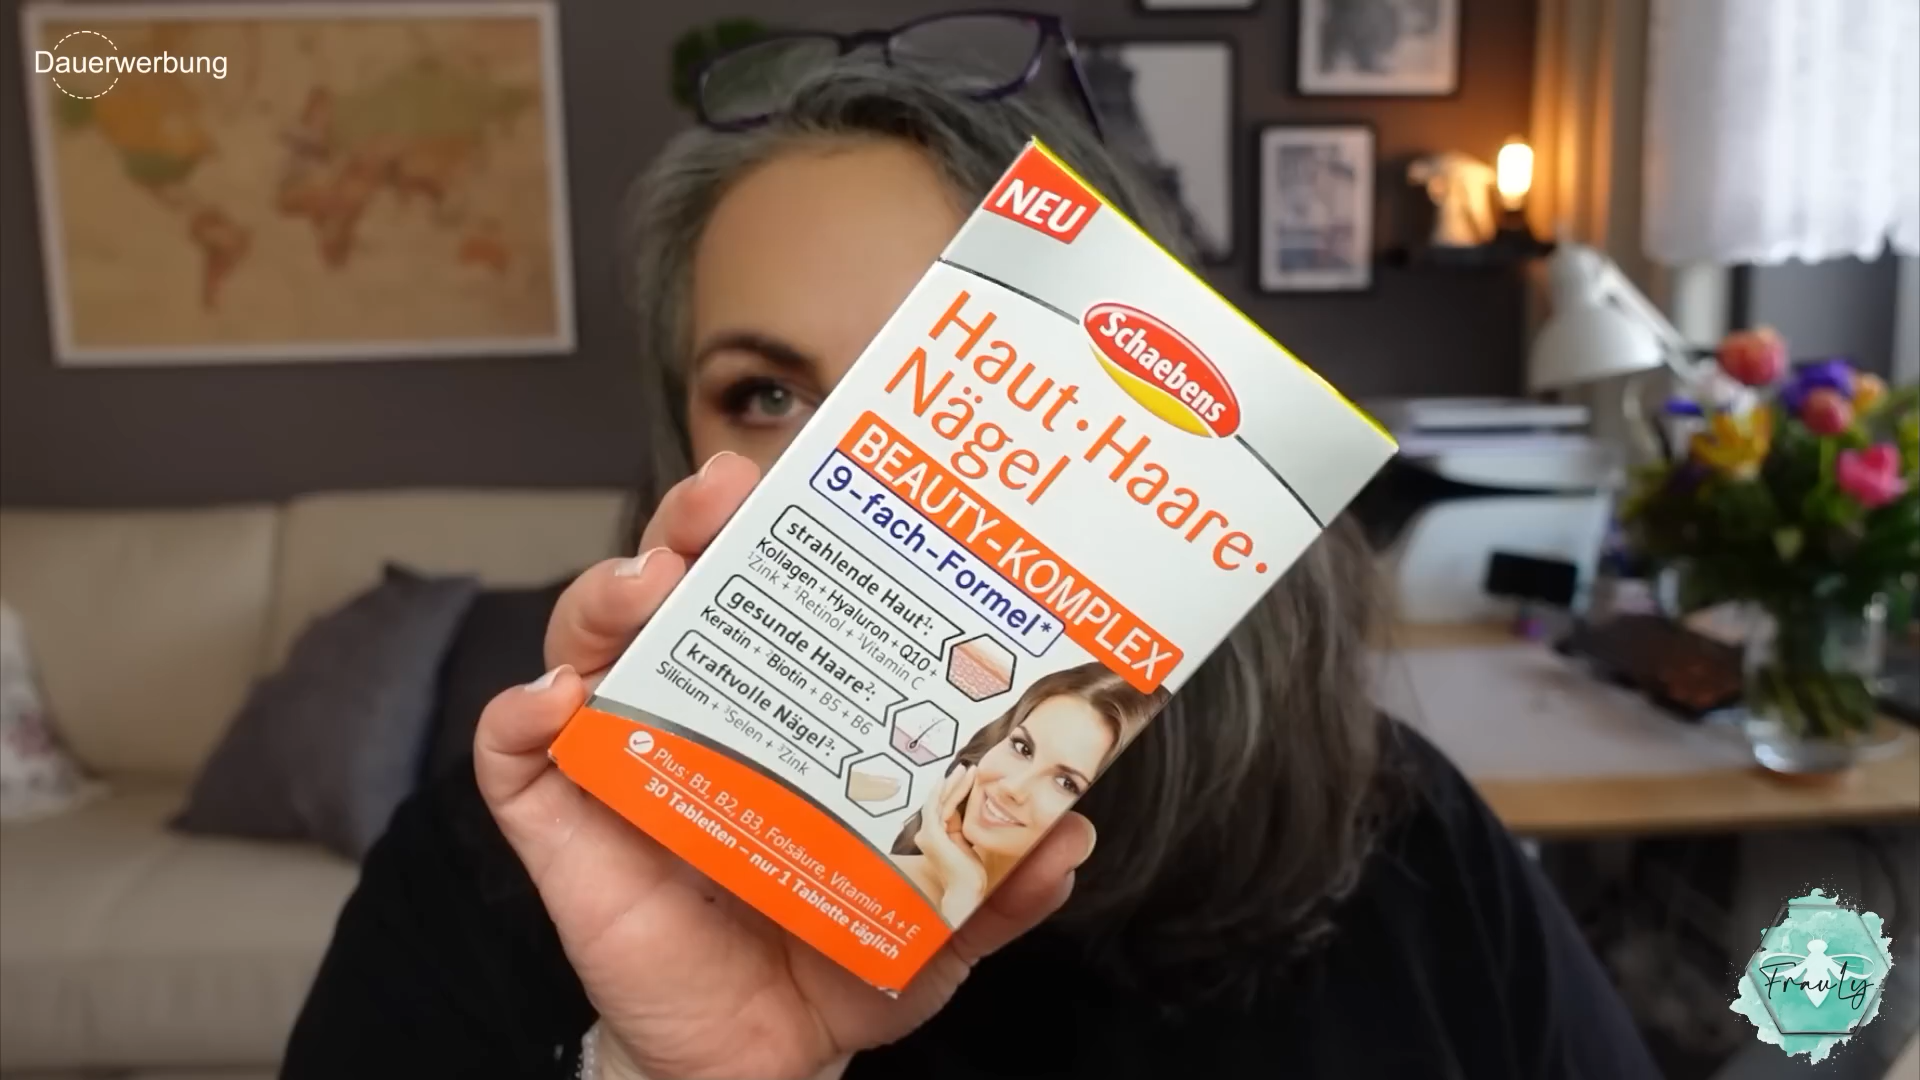 Dauerwerbung
NEU
Schaebens
Haut·Haare·
Nägel
BEAUTY-KOMPLEX
9-fach-Formel*
strahlende Haut¹:
Kollagen + Hyaluron + Q10 +
¹Zink + ¹Retinol + ¹Vitamin C
gesunde Haare²:
Keratin + ²Biotin + B5 + B6
kraftvolle Nägel³:
Silicium + ³Selen + ³Zink
Plus: B1, B2, B3, Folsäure, Vitamin A + E
30 Tabletten – nur 1 Tablette täglich
FrauLy